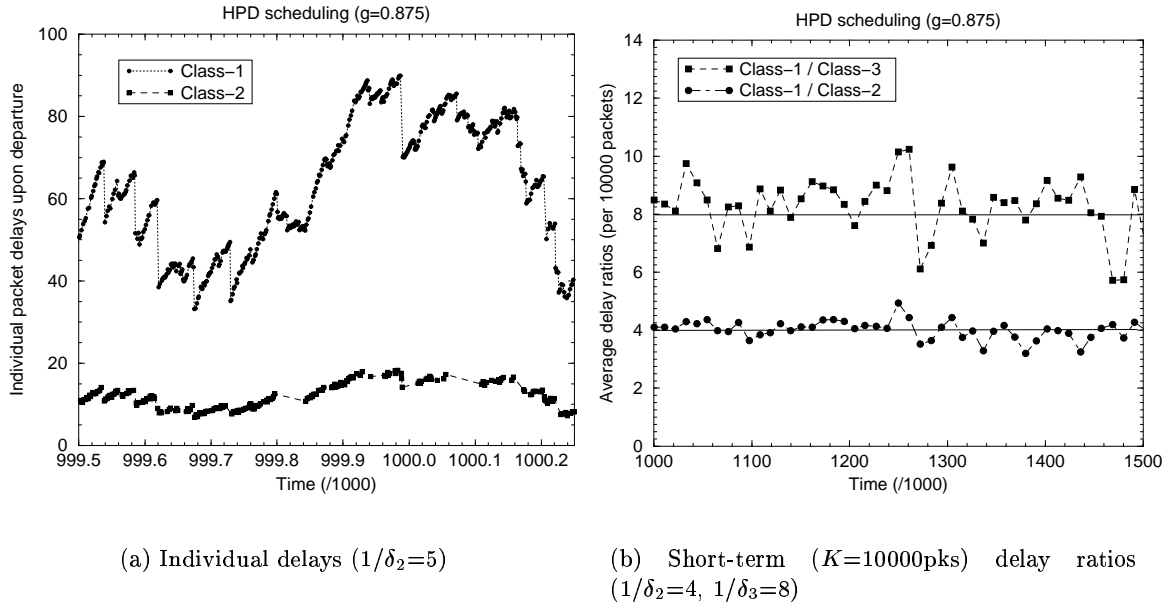 HPD scheduling (g=0.875)
100
80
60
40
20
0
Individual packet delays upon departure
Class−1
Class−2
999.5 999.6 999.7 999.8 999.9 1000.0 1000.1 1000.2
Time (/1000)
(a) Individual delays (1/δ₂=5)
HPD scheduling (g=0.875)
14
12
10
8
6
4
2
0
Average delay ratios (per 10000 packets)
Class−1 / Class−3
Class−1 / Class−2
1000 1100 1200 1300 1400 1500
Time (/1000)
(b) Short-term (K=10000pks) delay ratios
(1/δ₂=4, 1/δ₃=8)